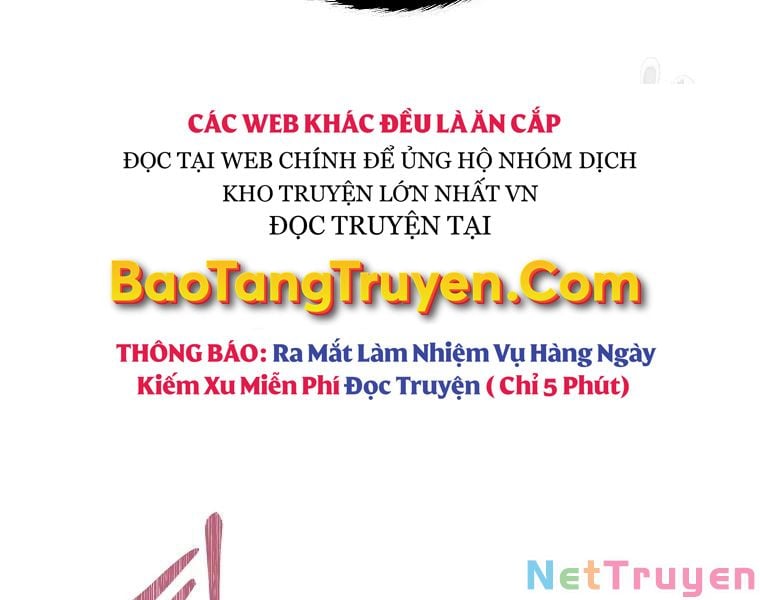 CÁC WEB KHÁC ĐỀU LÀ ĂN CẮP
ĐỌC TẠI WEB CHÍNH ĐỂ ỦNG HỘ NHÓM DỊCH
KHO TRUYỆN LỚN NHẤT VN
ĐỌC TRUYỆN TẠI
BaoTangTruyen.Com
THÔNG BÁO: Ra Mắt Làm Nhiệm Vụ Hàng Ngày
Kiếm Xu Miễn Phí Đọc Truyện ( Chỉ 5 Phút)
NetTruyen